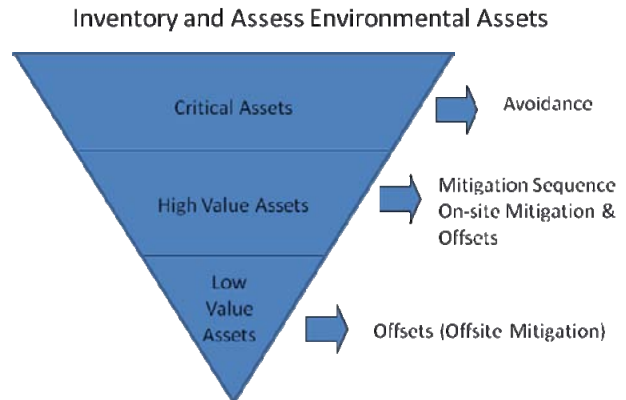 Inventory and Assess Environmental Assets
Critical Assets
Avoidance
High Value Assets
Mitigation Sequence
On-site Mitigation &
Offsets
Low
Value
Assets
Offsets (Offsite Mitigation)